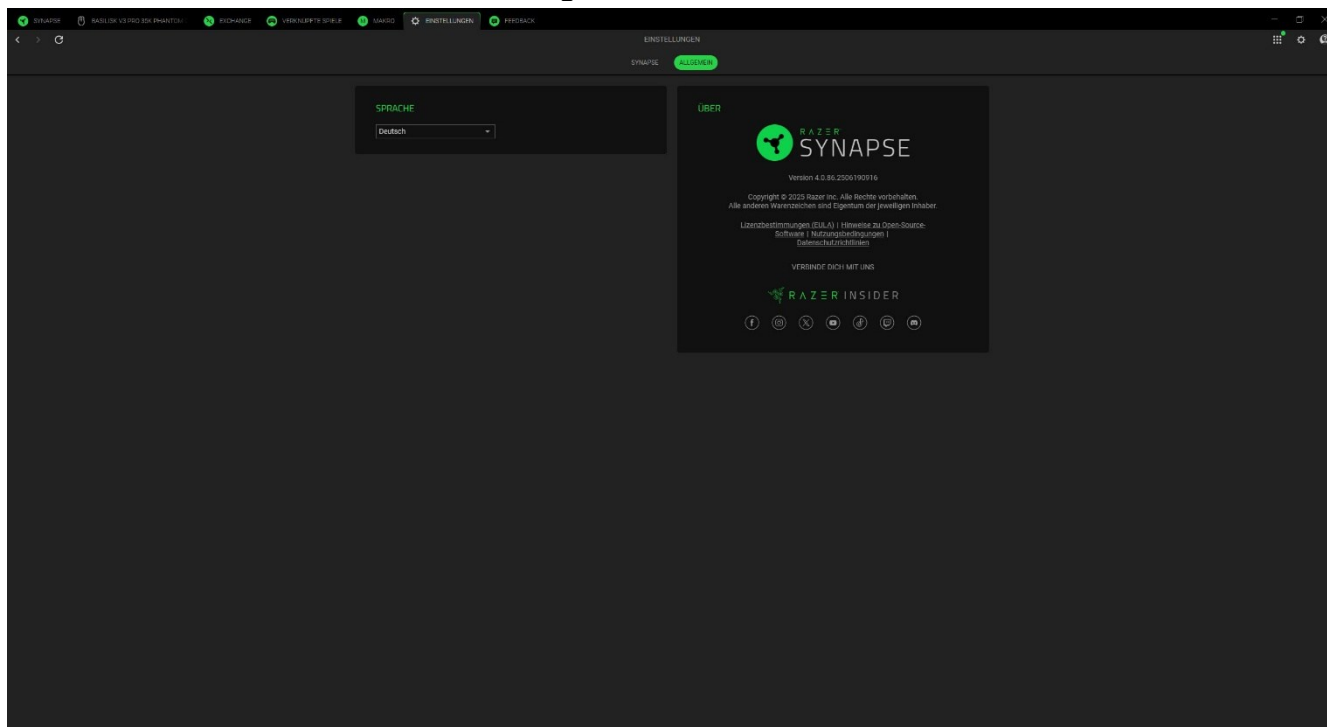 SYNAPSE
BASILISK V3 PRO 35K PHANTOM
EXCHANGE
VERKNÜPFTE SPIELE
MAKRO
EINSTELLUNGEN
FEEDBACK
EINSTELLUNGEN
SYNAPSE
ALLGEMEIN
SPRACHE
Deutsch
ÜBER
RAZER
SYNAPSE
Version 4.0.86.2506190916
Copyright © 2025 Razer Inc. Alle Rechte vorbehalten.
Alle anderen Warenzeichen sind Eigentum der jeweiligen Inhaber.
Lizenzbestimmungen (EULA) | Hinweise zu Open-Source-
Software | Nutzungsbedingungen |
Datenschutzrichtlinien
VERBINDE DICH MIT UNS
RAZER INSIDER